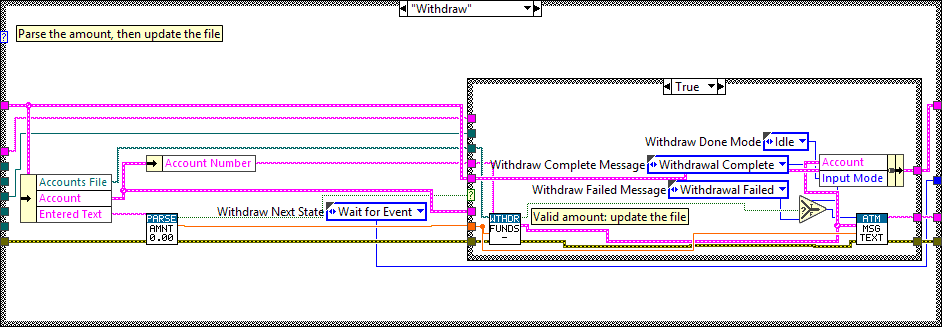 "Withdraw"
?
Parse the amount, then update the file
True
Withdraw Done Mode
Idle
Account Number
Withdraw Complete Message
Withdrawal Complete
Account
Input Mode
Accounts File
Account
Entered Text
Withdraw Failed Message
Withdrawal Failed
?
Withdraw Next State
Wait for Event
PARSE
AMNT
0.00
WTHDR
FUNDS
−
Valid amount: update the file
?
ATM
MSG
TEXT